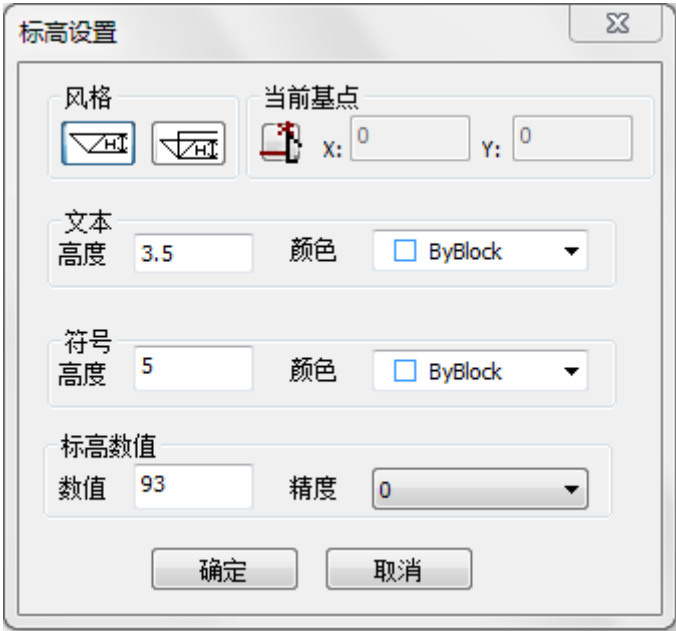 标高设置
风格
当前基点
X: 0 Y: 0
文本
高度 3.5 颜色 ByBlock
符号
高度 5 颜色 ByBlock
标高数值
数值 93 精度 0
确定 取消